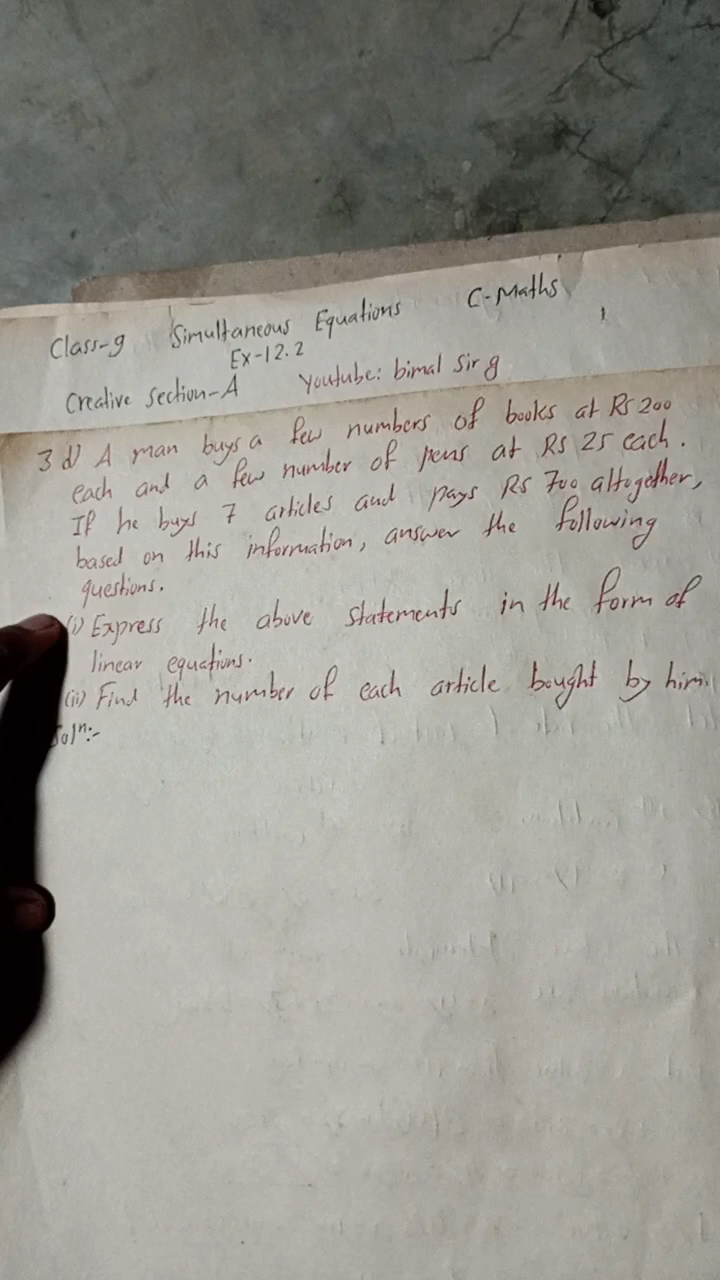 Class-9 Simultaneous Equations C-Maths
Ex-12.2
Creative Section-A Youtube: bimal sir g
3 d) A man buys a few numbers of books at RS 200
each and a few number of pens at RS 25 each.
If he buys 7 articles and pays RS 700 altogether,
based on this information, answer the following
questions.
(i) Express the above statements in the form of
linear equations.
(ii) Find the number of each article bought by him.
Solⁿ:-